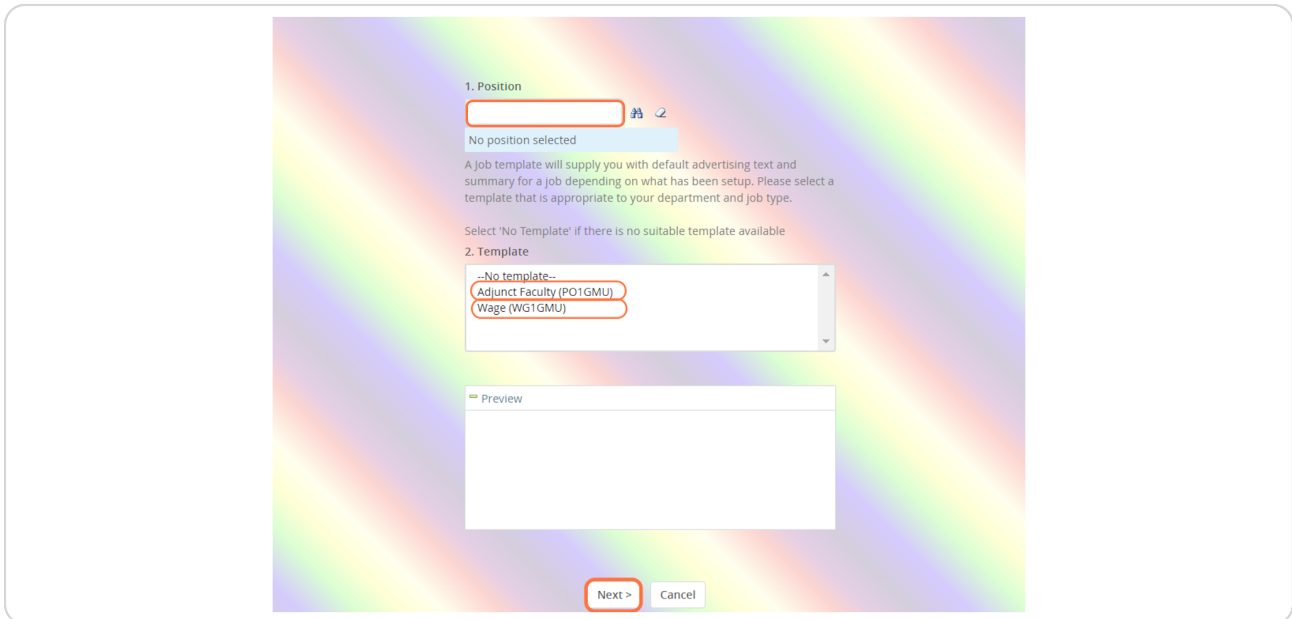 1. Position
No position selected
A Job template will supply you with default advertising text and
summary for a job depending on what has been setup. Please select a
template that is appropriate to your department and job type.
Select 'No Template' if there is no suitable template available
2. Template
--No template--
Adjunct Faculty (PO1GMU)
Wage (WG1GMU)
Preview
Next >
Cancel